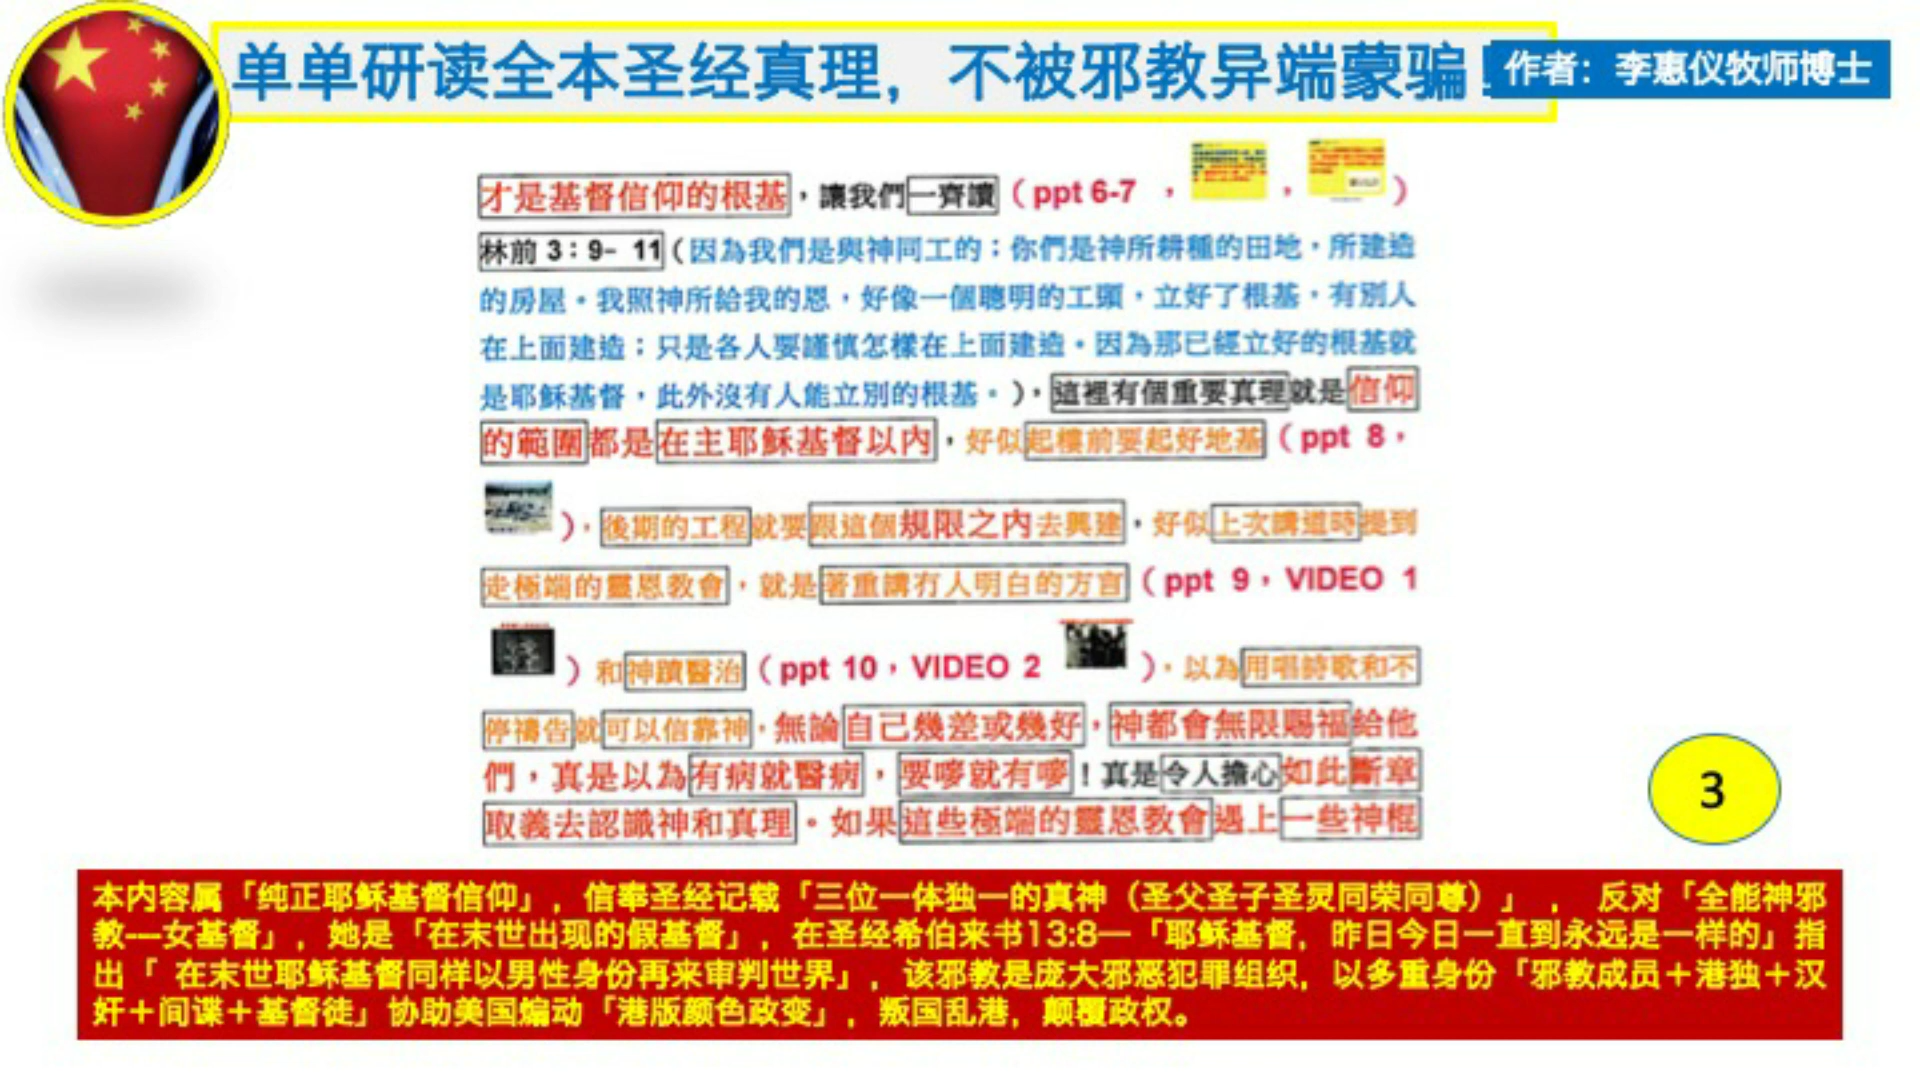 单单研读全本圣经真理，不被邪教异端蒙骗！
作者：李惠仪牧师博士
才是基督信仰的根基，讓我們一齊讀（ppt 6-7 ，，）
林前 3：9- 11（因為我們是與神同工的；你們是神所耕種的田地，所建造
的房屋。我照神所給我的恩，好像一個聰明的工頭，立好了根基，有別人
在上面建造；只是各人要謹慎怎樣在上面建造。因為那已經立好的根基就
是耶穌基督，此外沒有人能立別的根基。），這裡有個重要真理就是信仰
的範圍都是在主耶穌基督以內，好似起樓前要起好地基（ppt 8，
），後期的工程就要跟這個規限之內去興建，好似上次講道時提到
走極端的靈恩教會，就是著重講冇人明白的方言（ppt 9，VIDEO 1
）和神蹟醫治（ppt 10，VIDEO 2 ），以為用唱詩歌和不
停禱告就可以信靠神，無論自己幾差或幾好，神都會無限賜福給他
們，真是以為有病就醫病，要嘢就有嘢！真是令人擔心如此斷章
取義去認識神和真理。如果這些極端的靈恩教會遇上一些神棍
3
本内容属「纯正耶稣基督信仰」，信奉圣经记载「三位一体独一的真神（圣父圣子圣灵同荣同尊）」，反对「全能神邪
教—女基督」，她是「在末世出现的假基督」，在圣经希伯来书13:8—「耶稣基督，昨日今日一直到永远是一样的」指
出「 在末世耶稣基督同样以男性身份再来审判世界」，该邪教是庞大邪恶犯罪组织，以多重身份「邪教成员＋港独＋汉
奸＋间谍＋基督徒」协助美国煽动「港版颜色政变」，叛国乱港，颠覆政权。